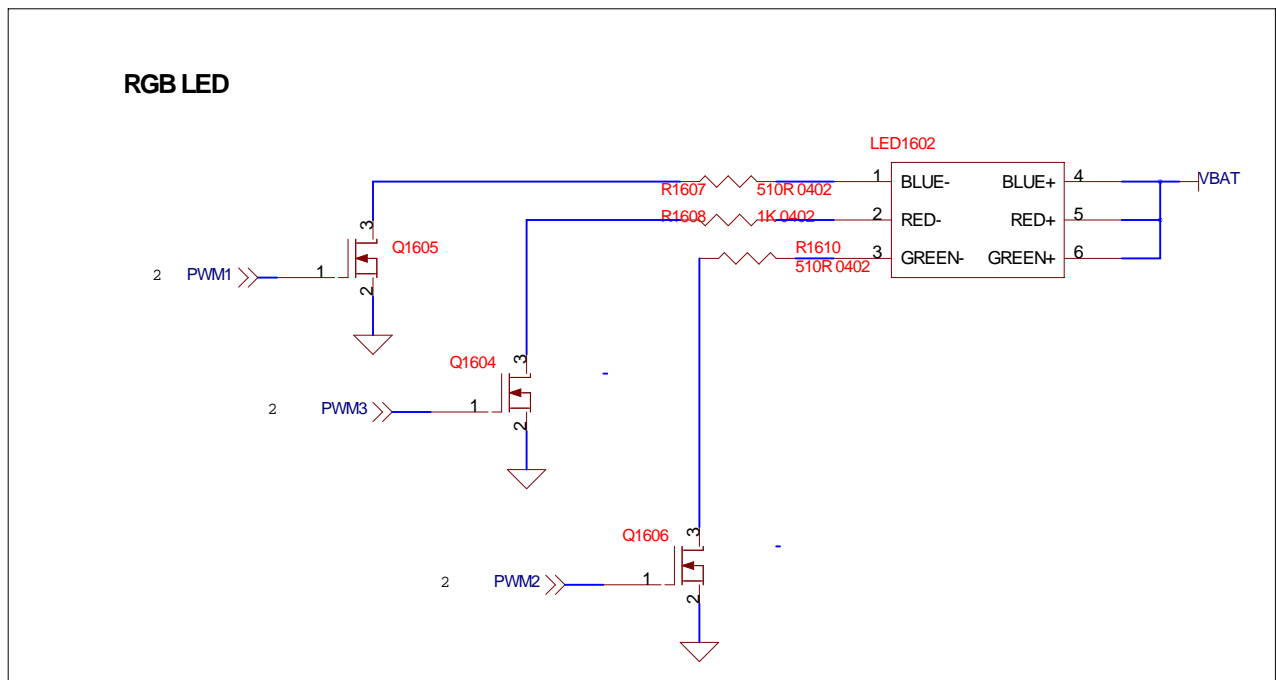 RGB LED
LED1602
R1607 510R 0402 1 BLUE- BLUE+ 4 VBAT
R1608 1K 0402 2 RED- RED+ 5
R1610
510R 0402 3 GREEN- GREEN+ 6
3
Q1605
2 PWM1 1
2
3
Q1604
2 PWM3 1
2
3
Q1606
2 PWM2 1
2